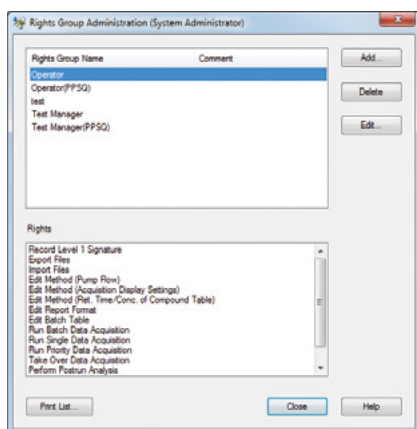 Rights Group Administration (System Administrator)
Rights Group Name Comment
Add...
Operator
Operator(PPSQ)
Delete
test
Test Manager
Test Manager(PPSQ)
Edit...
Rights
Record Level 1 Signature
Export Files
Import Files
Edit Method (Pump Flow)
Edit Method (Acquisition Display Settings)
Edit Method (Ret. Time/Conc. of Compound Table)
Edit Report Format
Edit Batch Table
Run Batch Data Acquisition
Run Single Data Acquisition
Run Priority Data Acquisition
Take Over Data Acquisition
Perform Postrun Analysis
Print List... Close Help